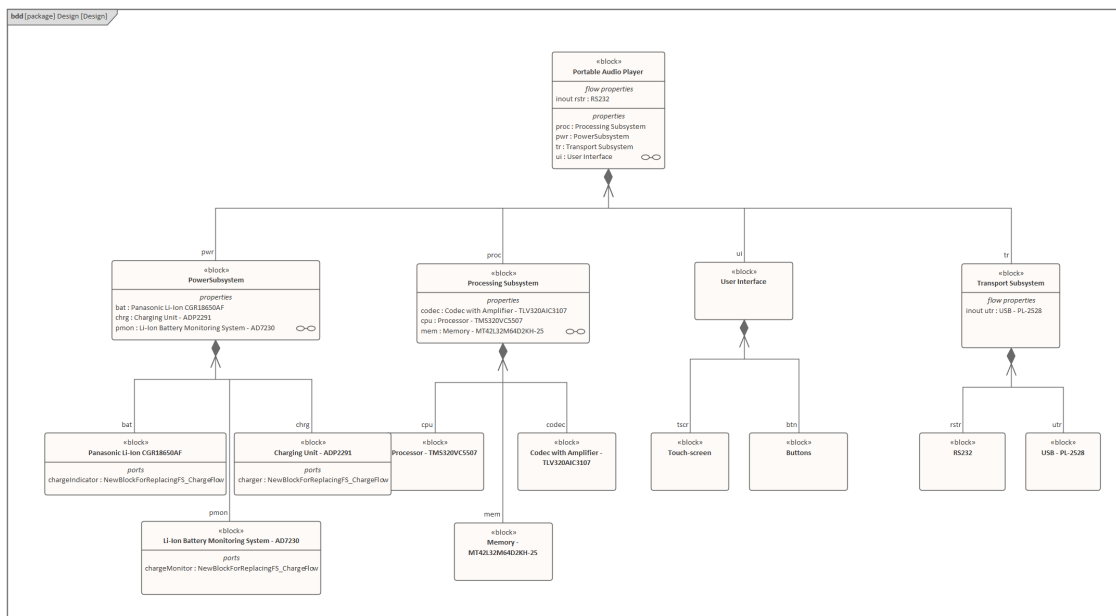 bdd [package] Design [Design]
«block»
Portable Audio Player
flow properties
inout rstr : RS232
properties
proc : Processing Subsystem
pwr : PowerSubsystem
tr : Transport Subsystem
ui : User Interface
pwr
proc
ui
tr
«block»
PowerSubsystem
properties
bat : Panasonic Li-Ion CGR18650AF
chrg : Charging Unit - ADP2291
pmon : Li-Ion Battery Monitoring System - AD7230
«block»
Processing Subsystem
properties
codec : Codec with Amplifier - TLV320AIC3107
cpu : Processor - TMS320VC5507
mem : Memory - MT42L32M64D2KH-25
«block»
User Interface
«block»
Transport Subsystem
flow properties
inout utr : USB - PL-2528
bat
chrg
cpu
codec
tscr
btn
rstr
utr
«block»
Panasonic Li-Ion CGR18650AF
ports
chargeIndicator : NewBlockForReplacingFS_ChargeFlow
«block»
Charging Unit - ADP2291
ports
charger : NewBlockForReplacingFS_ChargeFlow
«block»
Processor - TMS320VC5507
«block»
Codec with Amplifier -
TLV320AIC3107
«block»
Touch-screen
«block»
Buttons
«block»
RS232
«block»
USB - PL-2528
pmon
mem
«block»
Li-Ion Battery Monitoring System - AD7230
ports
chargeMonitor : NewBlockForReplacingFS_ChargeFlow
«block»
Memory -
MT42L32M64D2KH-25